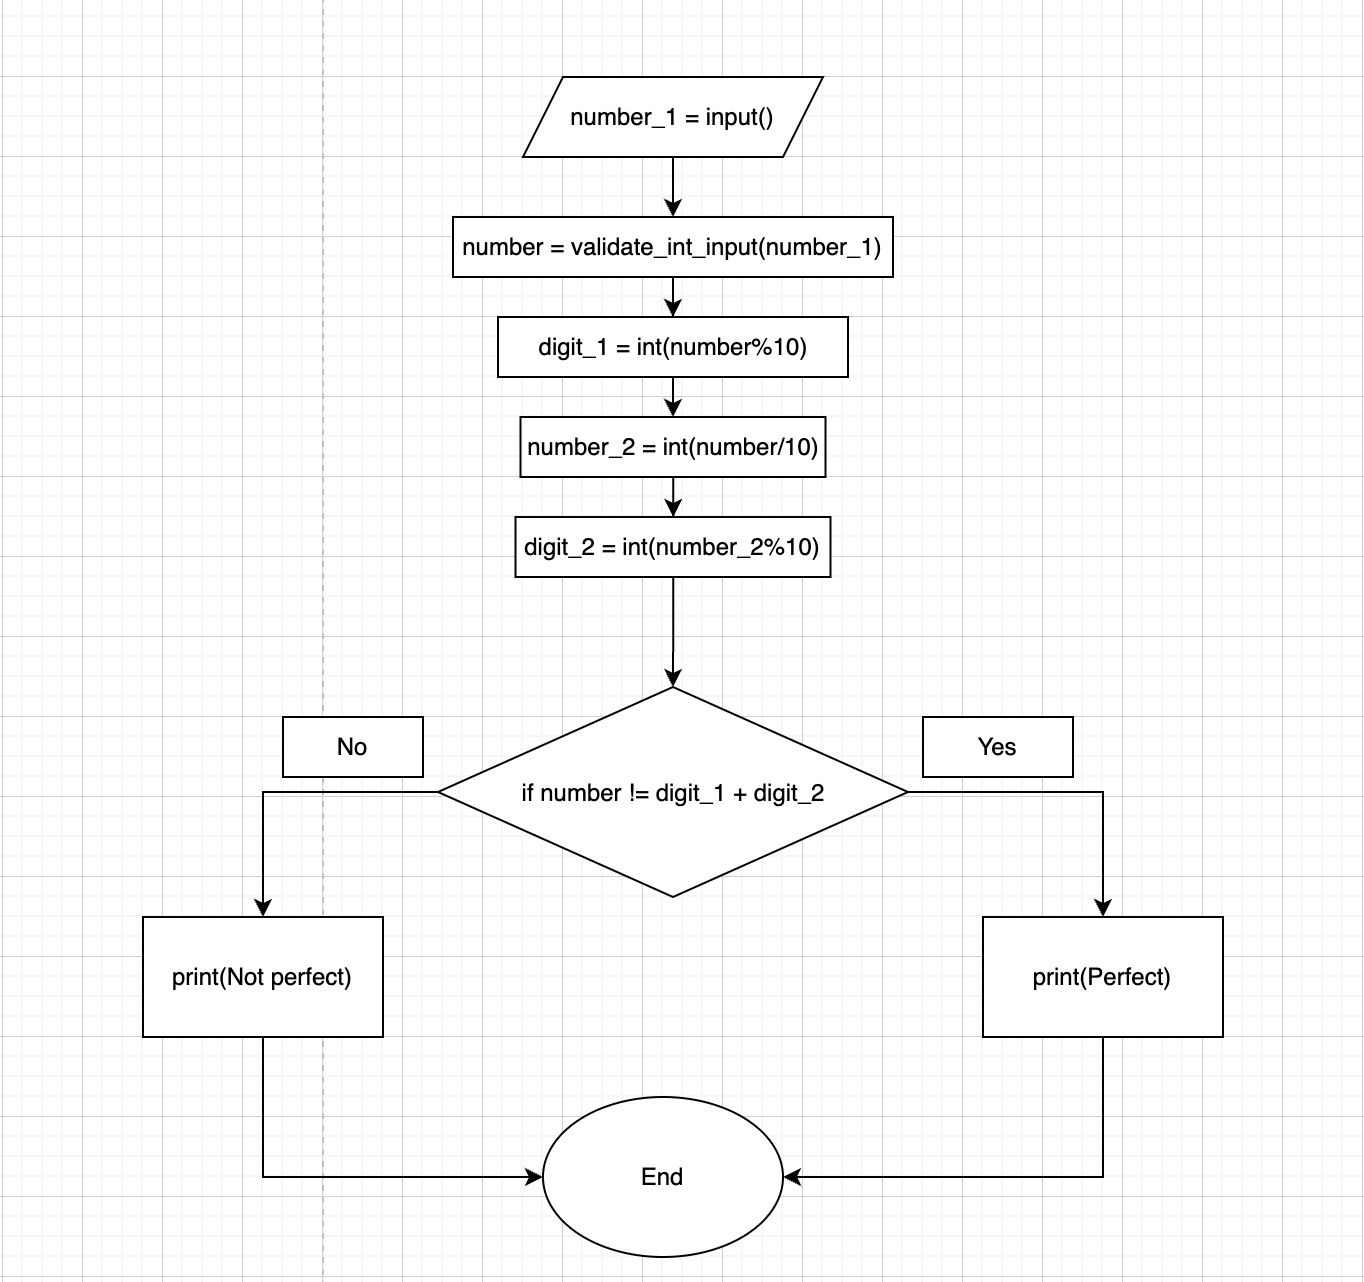 number_1 = input()
number = validate_int_input(number_1)
digit_1 = int(number%10)
number_2 = int(number/10)
digit_2 = int(number_2%10)
No
Yes
if number != digit_1 + digit_2
print(Not perfect)
print(Perfect)
End